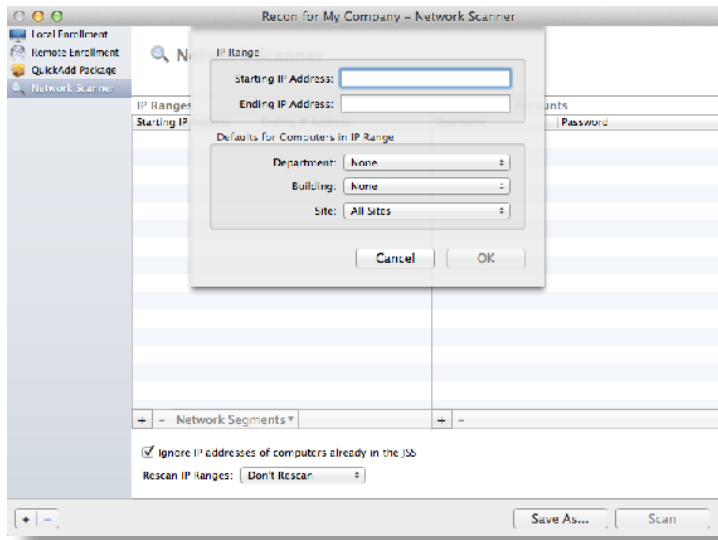 Recon for My Company – Network Scanner
Local Enrollment
Remote Enrollment
QuickAdd Package
Network Scanner
IP Range
Starting IP Address:
Ending IP Address:
Defaults for Computers in IP Range
Department: None
Building: None
Site: All Sites
Cancel OK
IP Ranges
Starting IP
Password
+ – Network Segments ▾
+ –
Ignore IP addresses of computers already in the JSS
Rescan IP Ranges: Don't Rescan
+ – Save As... Scan